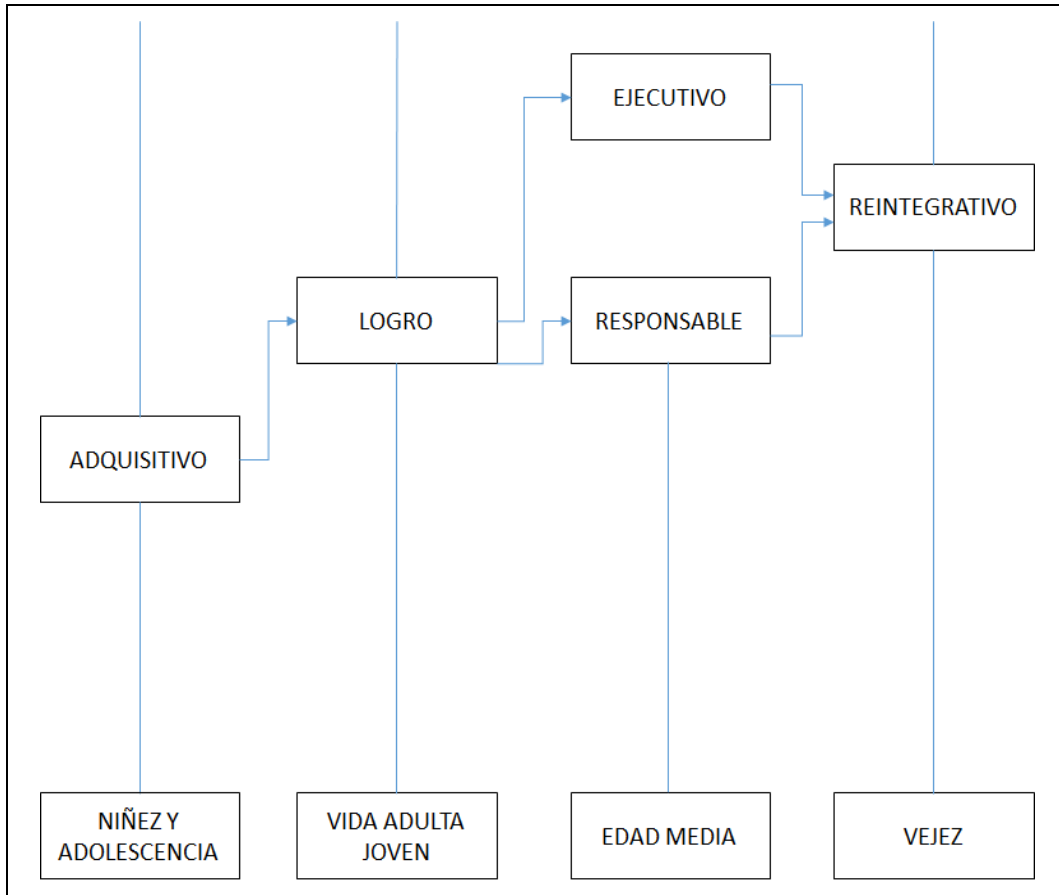 EJECUTIVO
REINTEGRATIVO
LOGRO
RESPONSABLE
ADQUISITIVO
NIÑEZ Y
ADOLESCENCIA
VIDA ADULTA
JOVEN
EDAD MEDIA
VEJEZ